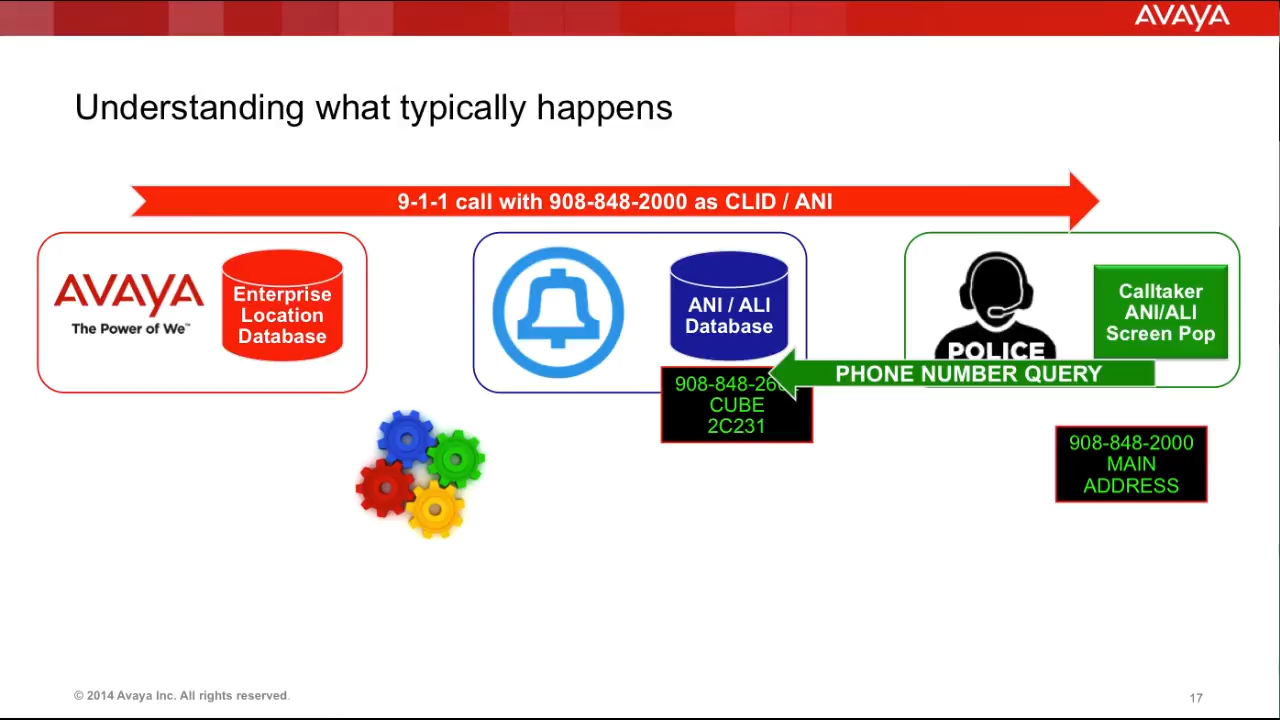 AVAYA
Understanding what typically happens
9-1-1 call with 908-848-2000 as CLID / ANI
AVAYA
The Power of We™
Enterprise
Location
Database
ANI / ALI
Database
POLICE
Calltaker
ANI/ALI
Screen Pop
PHONE NUMBER QUERY
CUBE
2C231
908-848-2000
MAIN
ADDRESS
© 2014 Avaya Inc. All rights reserved.
17